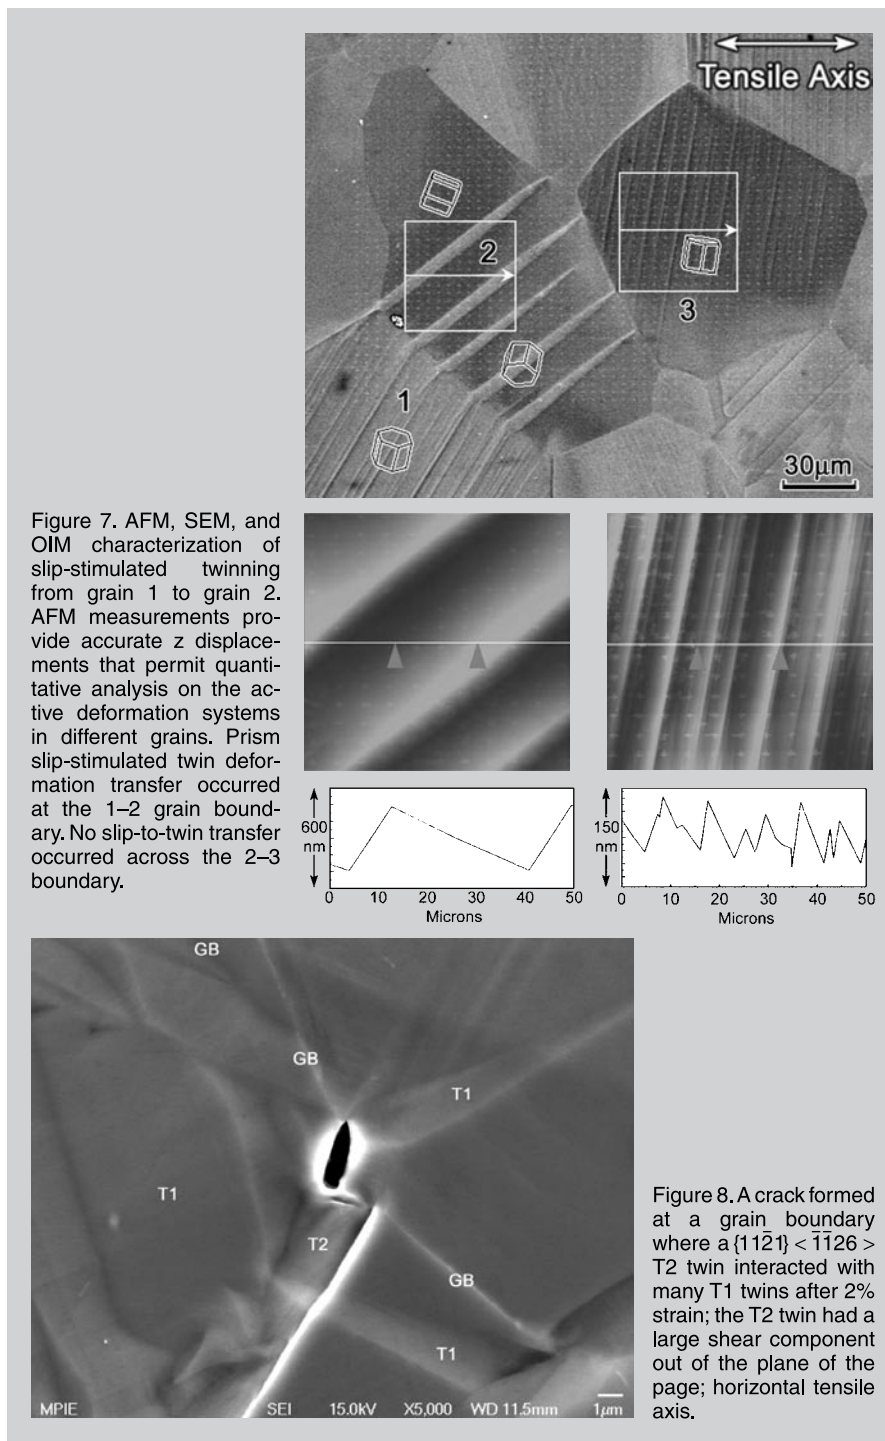 Tensile Axis
2
3
1
30μm
Figure 7. AFM, SEM, and
OIM characterization of
slip-stimulated twinning
from grain 1 to grain 2.
AFM measurements pro-
vide accurate z displace-
ments that permit quanti-
tative analysis on the ac-
tive deformation systems
in different grains. Prism
slip-stimulated twin defor-
mation transfer occurred
at the 1–2 grain bound-
ary. No slip-to-twin transfer
occurred across the 2–3
boundary.
600
nm
0 10 20 30 40 50
Microns
150
nm
0 10 20 30 40 50
Microns
GB
GB
T1
T1
T2
GB
T1
MPIE SEI 15.0kV X5,000 WD 11.5mm 1μm
Figure 8. A crack formed
at a grain boundary
where a {112̄1} < 1̄1̄26 >
T2 twin interacted with
many T1 twins after 2%
strain; the T2 twin had a
large shear component
out of the plane of the
page; horizontal tensile
axis.